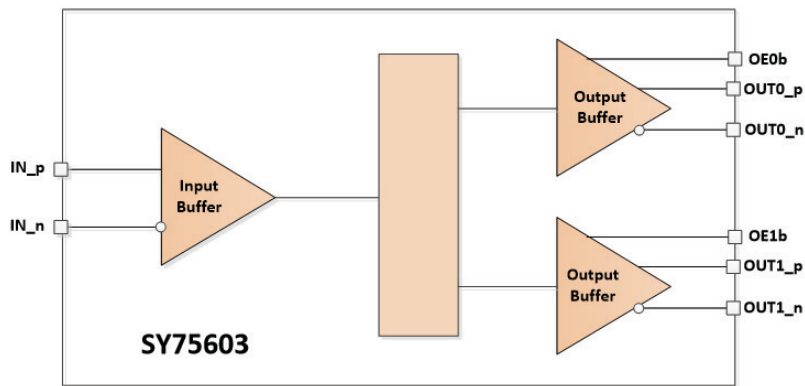 OE0b
OUT0_p
OUT0_n
Output
Buffer
IN_p
IN_n
Input
Buffer
OE1b
OUT1_p
OUT1_n
Output
Buffer
SY75603